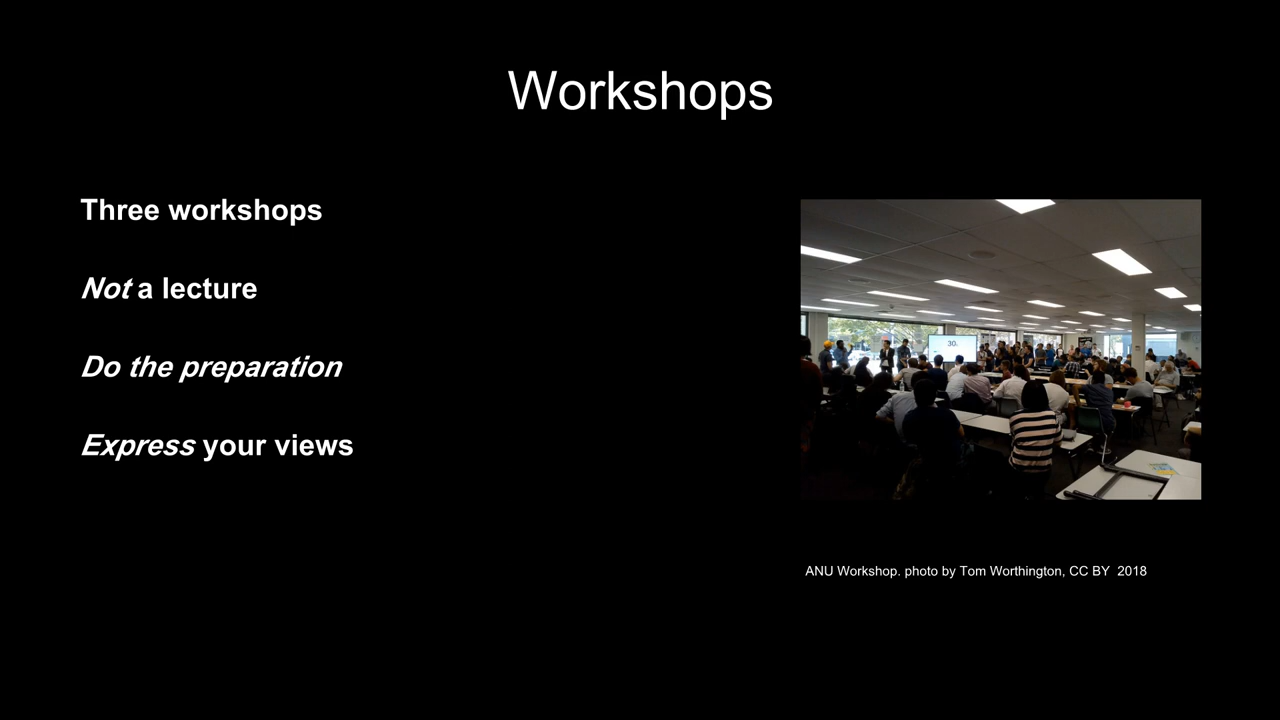 Workshops
Three workshops
Not a lecture
Do the preparation
Express your views
30.
ANU Workshop. photo by Tom Worthington, CC BY  2018